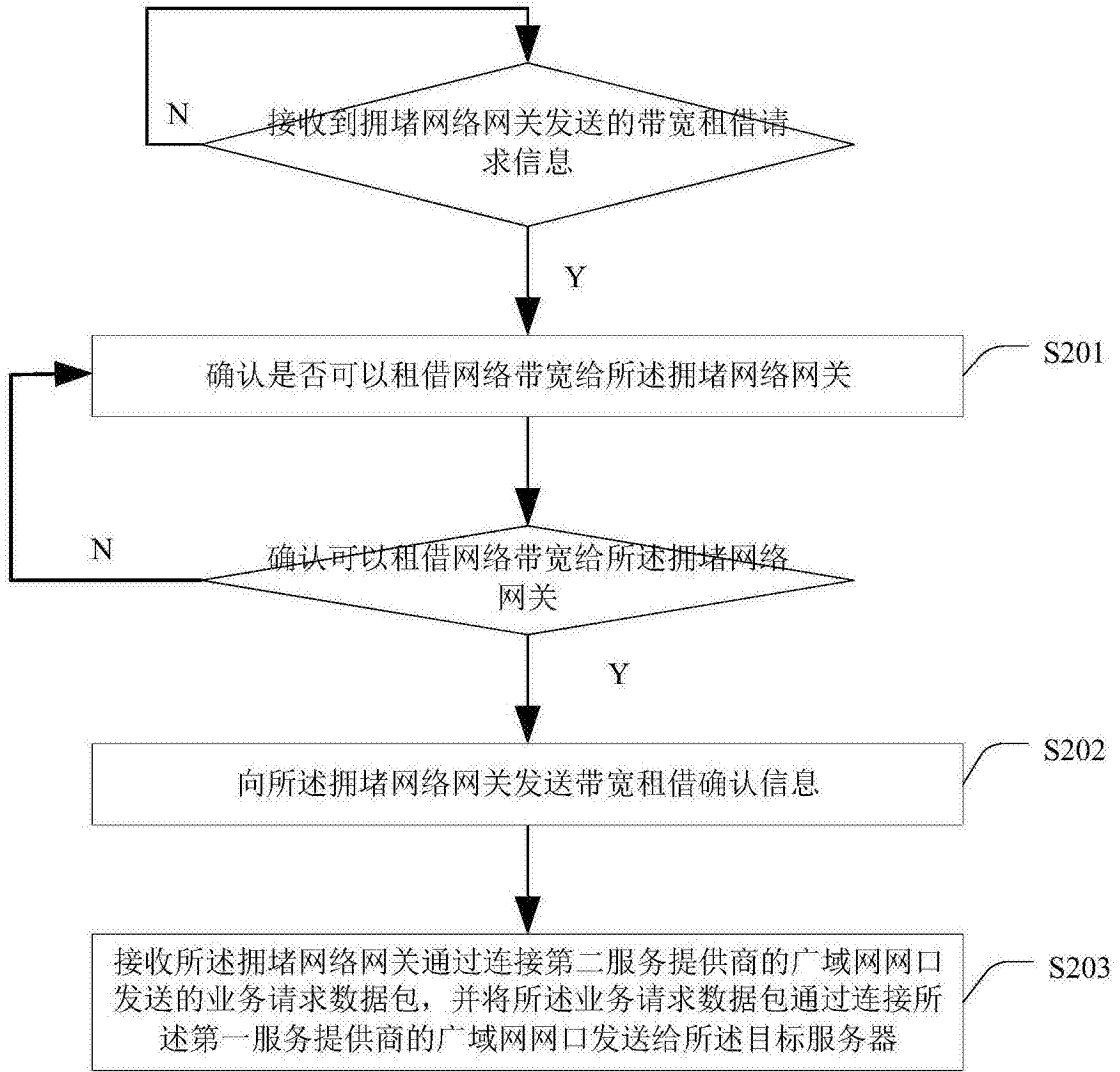 N
接收到拥堵网络网关发送的带宽租借请
求信息
Y
确认是否可以租借网络带宽给所述拥堵网络网关
S201
N
确认可以租借网络带宽给所述拥堵网络
网关
Y
向所述拥堵网络网关发送带宽租借确认信息
S202
接收所述拥堵网络网关通过连接第二服务提供商的广域网网口
发送的业务请求数据包，并将所述业务请求数据包通过连接所
述第一服务提供商的广域网网口发送给所述目标服务器
S203